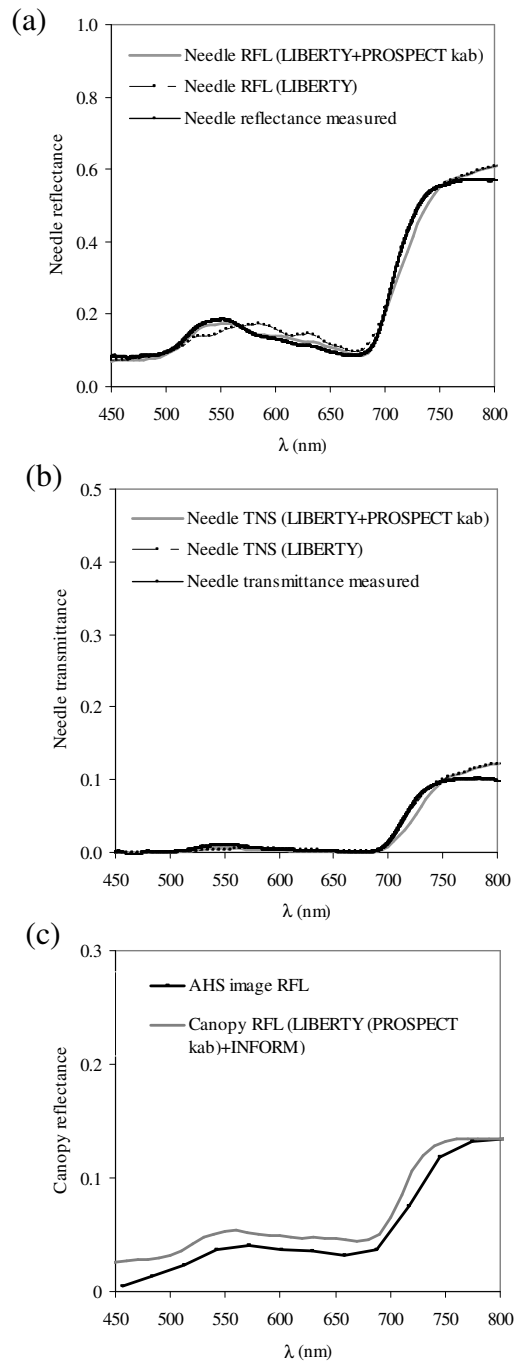 (a)
1.0
0.8
0.6
0.4
0.2
0.0
Needle reflectance
Needle RFL (LIBERTY+PROSPECT kab)
Needle RFL (LIBERTY)
Needle reflectance measured
450 500 550 600 650 700 750 800
λ (nm)
(b)
0.5
0.4
0.3
0.2
0.1
0.0
Needle transmittance
Needle TNS (LIBERTY+PROSPECT kab)
Needle TNS (LIBERTY)
Needle transmittance measured
450 500 550 600 650 700 750 800
λ (nm)
(c)
0.3
0.2
0.1
0
Canopy reflectance
AHS image RFL
Canopy RFL (LIBERTY (PROSPECT
kab)+INFORM)
450 500 550 600 650 700 750 800
λ (nm)